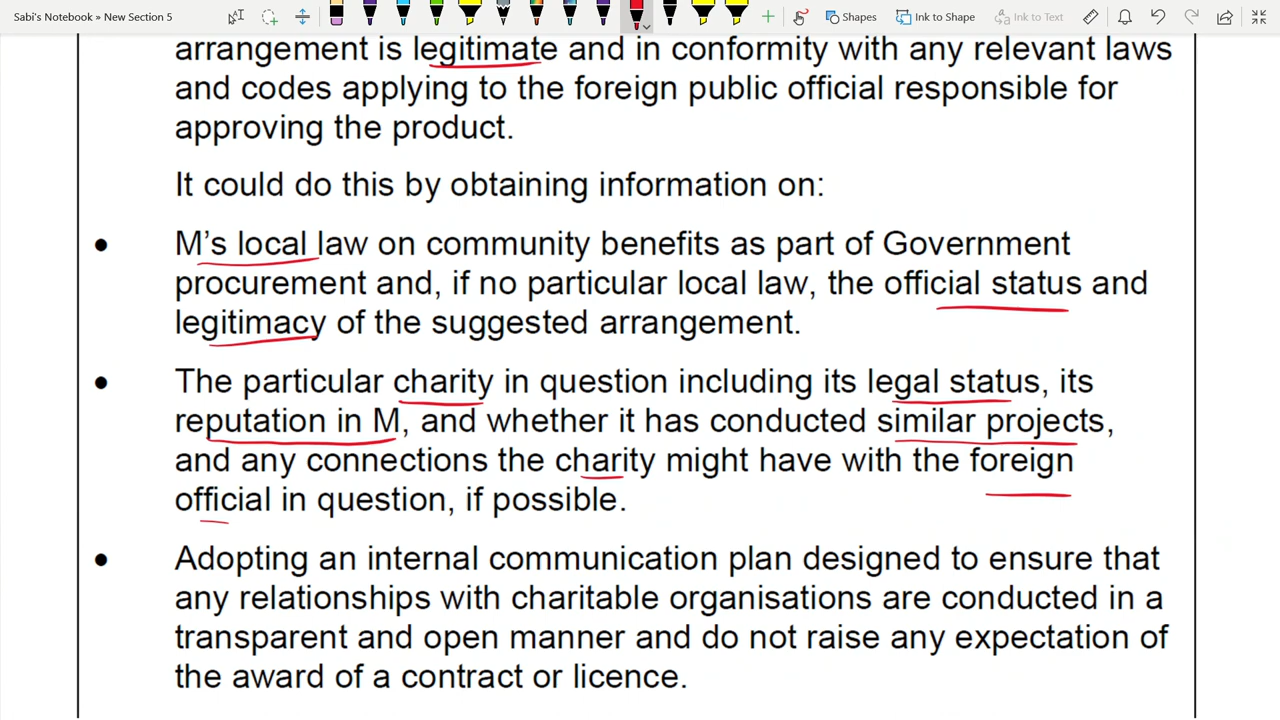 Sabi's Notebook » New Section 5
Shapes
Ink to Shape
Ink to Text
arrangement is legitimate and in conformity with any relevant laws
and codes applying to the foreign public official responsible for
approving the product.
It could do this by obtaining information on:
● M’s local law on community benefits as part of Government
procurement and, if no particular local law, the official status and
legitimacy of the suggested arrangement.
● The particular charity in question including its legal status, its
reputation in M, and whether it has conducted similar projects,
and any connections the charity might have with the foreign
official in question, if possible.
● Adopting an internal communication plan designed to ensure that
any relationships with charitable organisations are conducted in a
transparent and open manner and do not raise any expectation of
the award of a contract or licence.